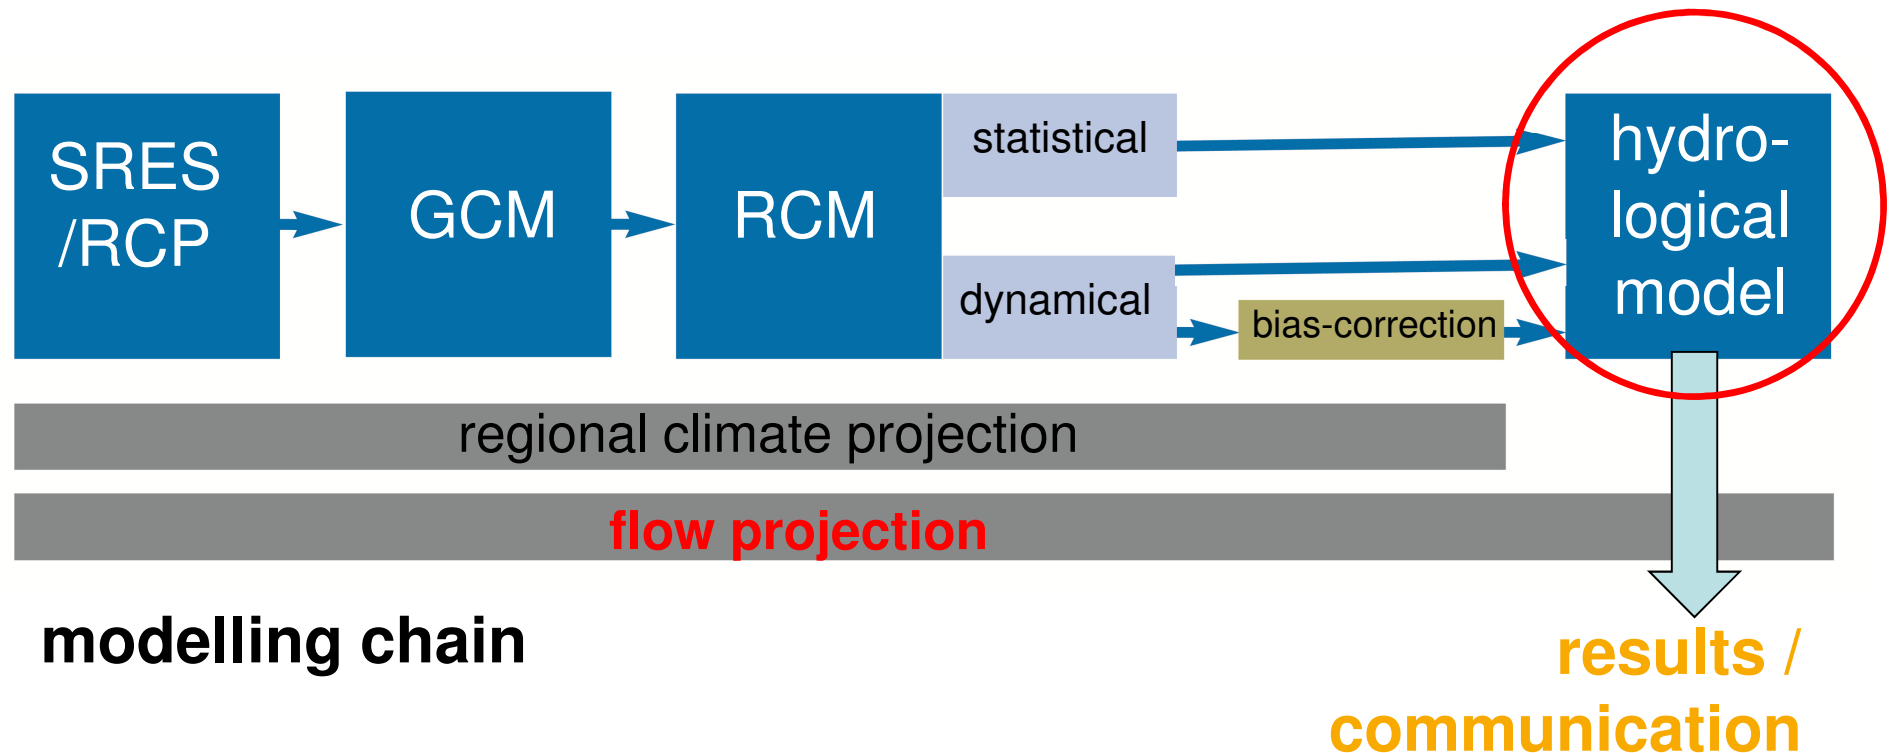 SRES
/RCP
GCM
RCM
statistical
dynamical
bias-correction
hydro-
logical
model
regional climate projection
flow projection
modelling chain
results /
communication